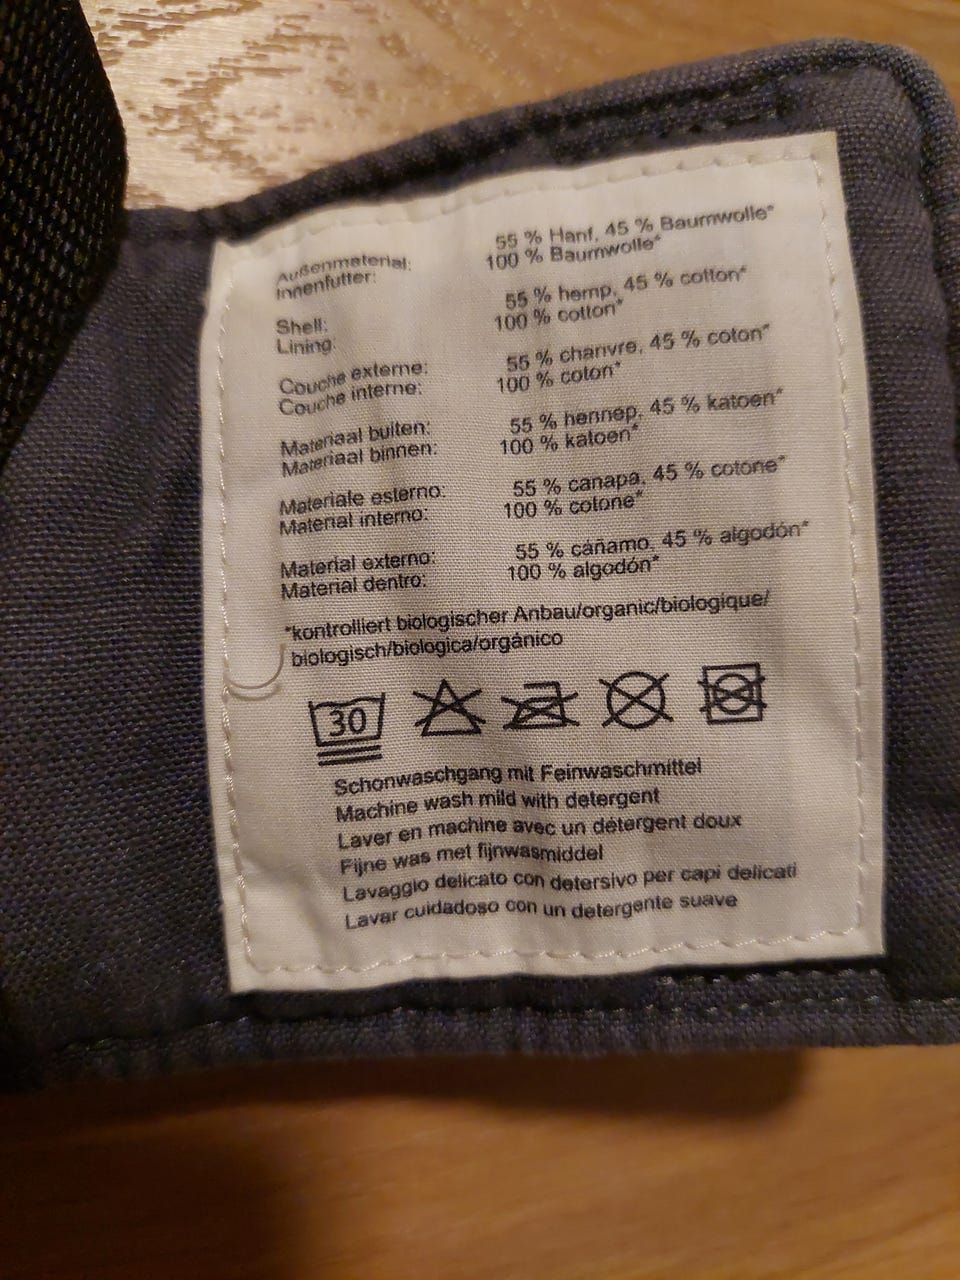 Außenmaterial: 55 % Hanf, 45 % Baumwolle*
Innenfutter: 100 % Baumwolle*
Shell: 55 % hemp, 45 % cotton*
Lining: 100 % cotton*
Couche externe: 55 % chanvre, 45 % coton*
Couche interne: 100 % coton*
Materiaal buiten: 55 % hennep, 45 % katoen*
Materiaal binnen: 100 % katoen*
Materiale esterno: 55 % canapa, 45 % cotone*
Material interno: 100 % cotone*
Material externo: 55 % cáñamo, 45 % algodón*
Material dentro: 100 % algodón*
*kontrolliert biologischer Anbau/organic/biologique/
biologisch/biologica/orgánico
30
Schonwaschgang mit Feinwaschmittel
Machine wash mild with detergent
Laver en machine avec un détergent doux
Fijne was met fijnwasmiddel
Lavaggio delicato con detersivo per capi delicati
Lavar cuidadoso con un detergente suave